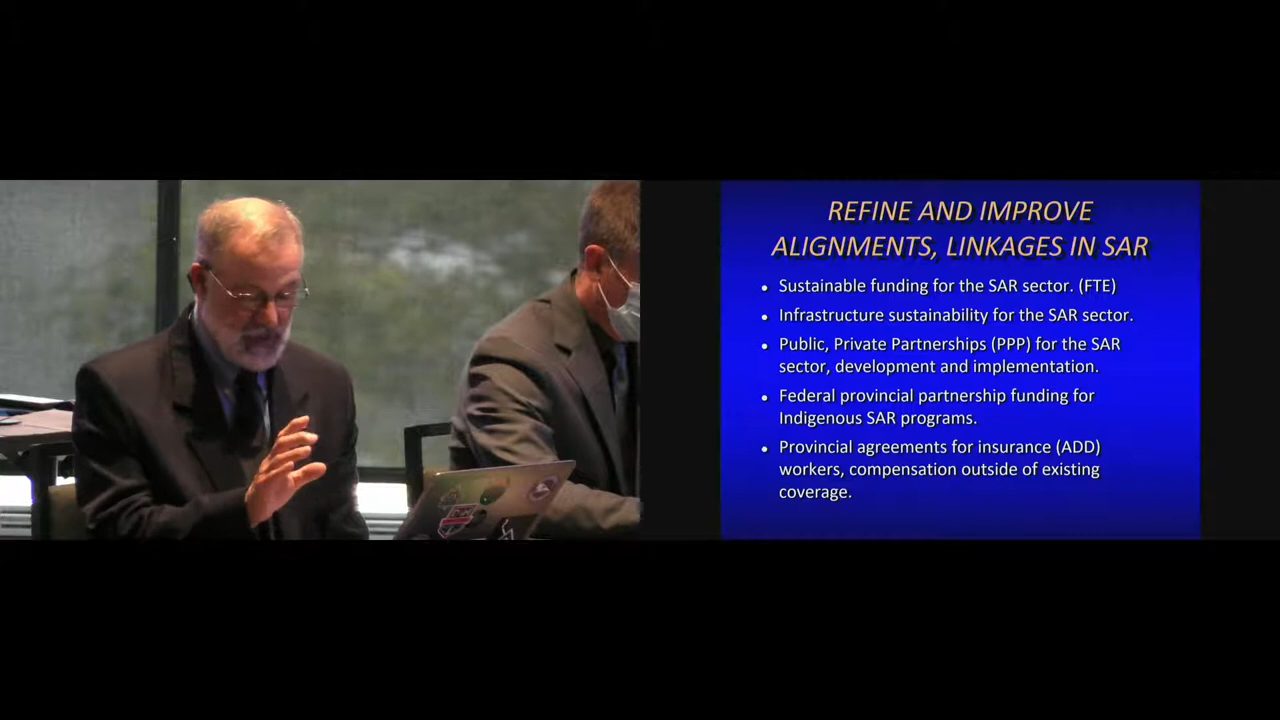 REFINE AND IMPROVE
ALIGNMENTS, LINKAGES IN SAR
• Sustainable funding for the SAR sector. (FTE)
• Infrastructure sustainability for the SAR sector.
• Public, Private Partnerships (PPP) for the SAR
sector, development and implementation.
• Federal provincial partnership funding for
Indigenous SAR programs.
• Provincial agreements for insurance (ADD)
workers, compensation outside of existing
coverage.